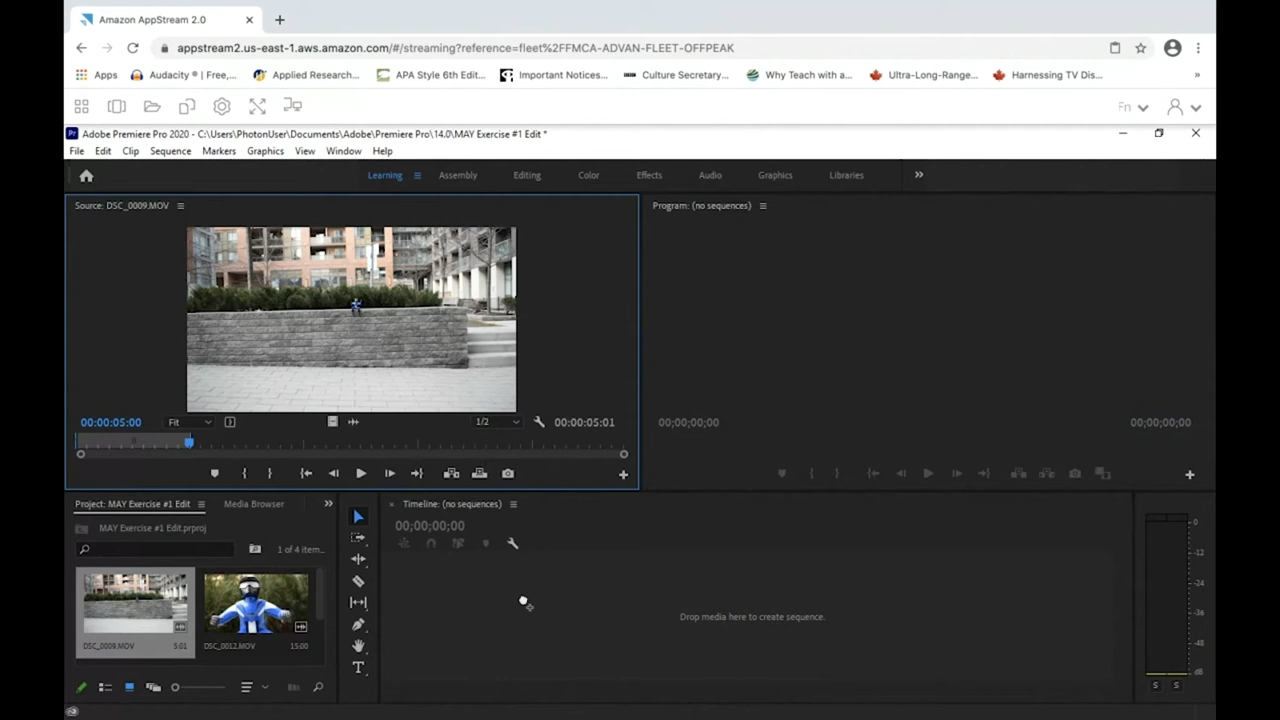 Amazon AppStream 2.0
appstream2.us-east-1.aws.amazon.com/#/streaming?reference=fleet%2FFMCA-ADVAN-FLEET-OFFPEAK
Apps Audacity ® | Free,... Applied Research... APA Style 6th Edit... Important Notices... Culture Secretary... Why Teach with a... Ultra-Long-Range... Harnessing TV Dis... »
Fn
Adobe Premiere Pro 2020 - C:\Users\PhotonUser\Documents\Adobe\Premiere Pro\14.0\MAY Exercise #1 Edit *
File Edit Clip Sequence Markers Graphics View Window Help
Learning Assembly Editing Color Effects Audio Graphics Libraries
Source: DSC_0009.MOV Program: (no sequences)
00:00:05:00 Fit 1/2 00:00:05:01 00;00;00;00 00;00;00;00
Project: MAY Exercise #1 Edit Media Browser Timeline: (no sequences)
MAY Exercise #1 Edit.prproj 00;00;00;00
1 of 4 item...
DSC_0009.MOV 5:01 DSC_0012.MOV 15:00
Drop media here to create sequence.
0
-12
-24
-36
-48
dB
S S